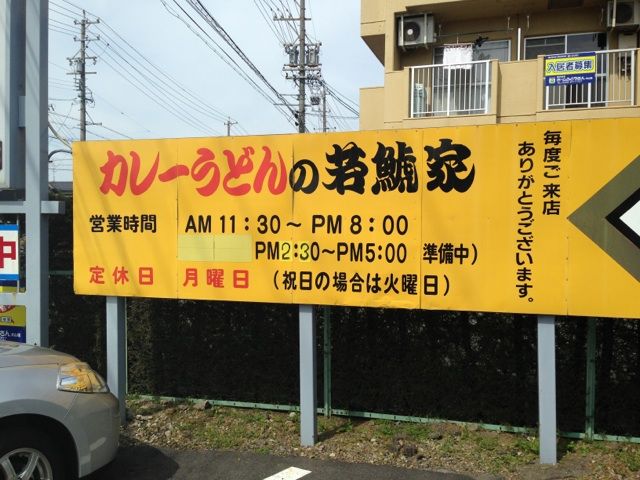 カレーうどんの若鯱家
営業時間 AM 11:30〜PM 8:00
PM2:30〜PM5:00 準備中)
定休日 月曜日 (祝日の場合は火曜日)
毎度ご来店
ありがとうございます。
入居者募集
中